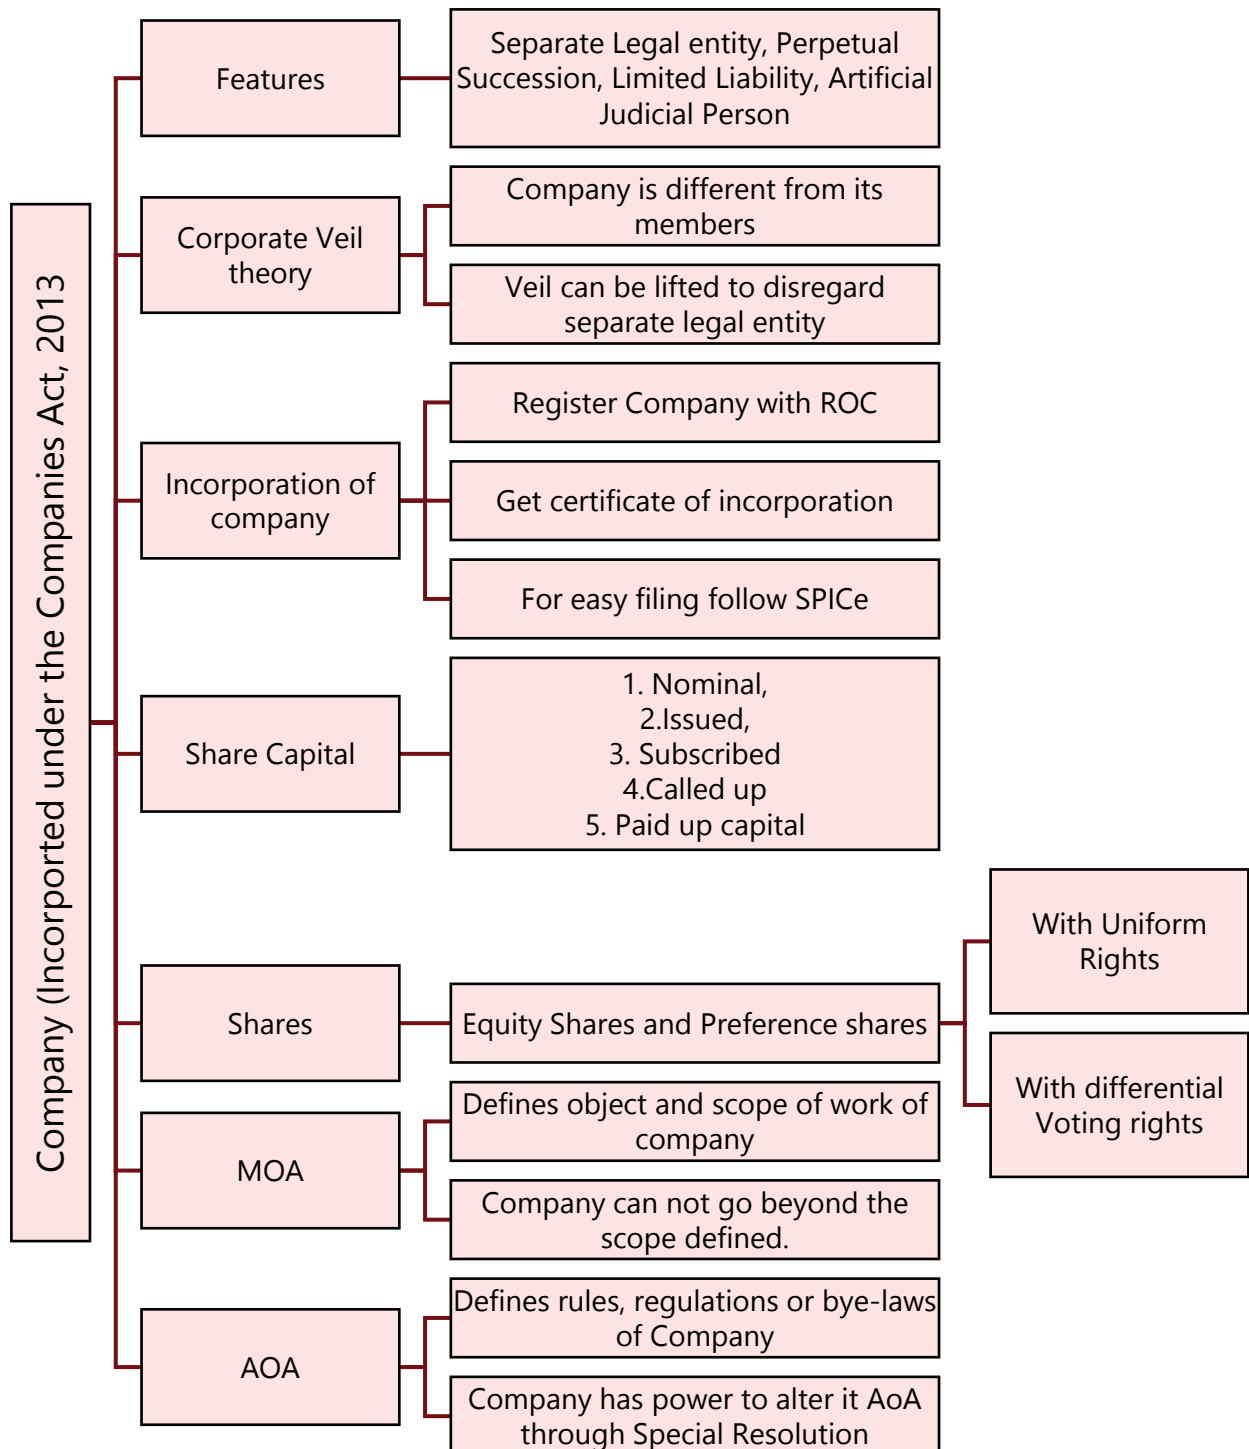 Company (Incorported under the Companies Act, 2013
Features
Separate Legal entity, Perpetual
Succession, Limited Liability, Artificial
Judicial Person
Corporate Veil
theory
Company is different from its
members
Veil can be lifted to disregard
separate legal entity
Incorporation of
company
Register Company with ROC
Get certificate of incorporation
For easy filing follow SPICe
Share Capital
1. Nominal,
2.Issued,
3. Subscribed
4.Called up
5. Paid up capital
Shares
Equity Shares and Preference shares
With Uniform
Rights
With differential
Voting rights
MOA
Defines object and scope of work of
company
Company can not go beyond the
scope defined.
AOA
Defines rules, regulations or bye-laws
of Company
Company has power to alter it AoA
through Special Resolution